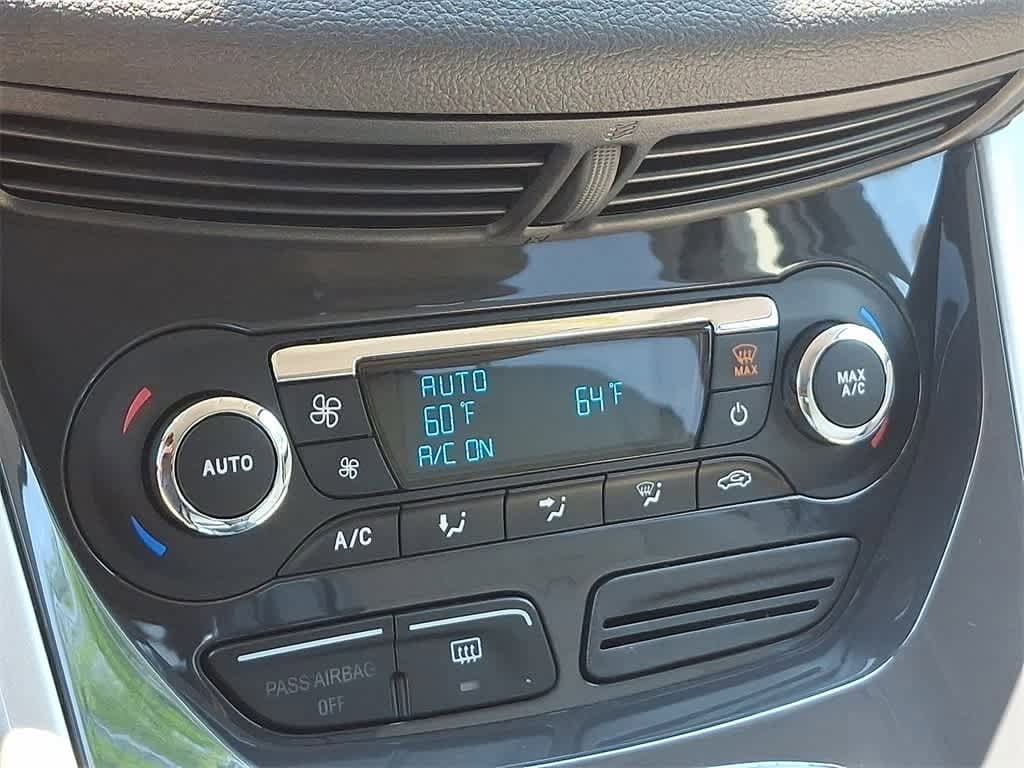 AUTO
60°F
64°F
A/C ON
MAX
MAX
A/C
AUTO
A/C
PASS AIRBAG
OFF